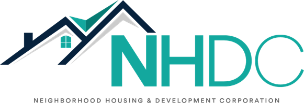 NHDC
NEIGHBORHOOD HOUSING & DEVELOPMENT CORPORATION